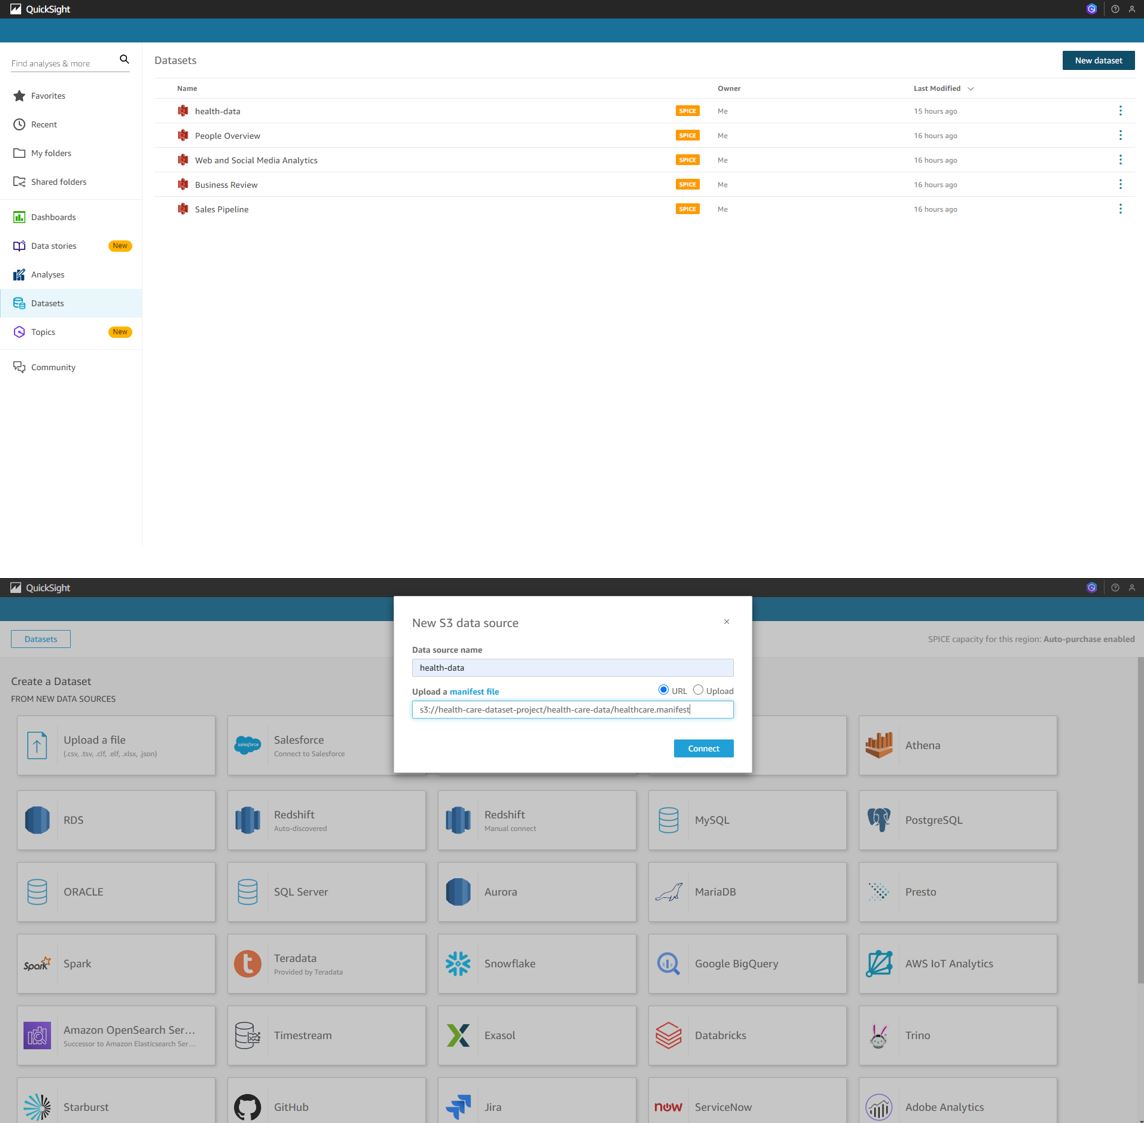 QuickSight
Find analyses & more
Favorites
Recent
My folders
Shared folders
Dashboards
Data stories New
Analyses
Datasets
Topics New
Community
Datasets
New dataset
Name Owner Last Modified
health-data SPICE Me 15 hours ago
People Overview SPICE Me 16 hours ago
Web and Social Media Analytics SPICE Me 16 hours ago
Business Review SPICE Me 16 hours ago
Sales Pipeline SPICE Me 16 hours ago
QuickSight
Datasets
SPICE capacity for this region: Auto-purchase enabled
New S3 data source
Data source name
health-data
Upload a manifest file URL Upload
s3://health-care-dataset-project/health-care-data/healthcare.manifest
Connect
Create a Dataset
FROM NEW DATA SOURCES
Upload a file
(.csv, .tsv, .clf, .elf, .xlsx, .json)
Salesforce
salesforce
Connect to Salesforce
Athena
RDS
Redshift
Auto-discovered
Redshift
Manual connect
MySQL
PostgreSQL
ORACLE
SQL Server
Aurora
MariaDB
Presto
Spark
Spark
Teradata
Provided by Teradata
Snowflake
Google BigQuery
AWS IoT Analytics
Amazon OpenSearch Ser...
Successor to Amazon Elasticsearch Ser...
Timestream
Exasol
Databricks
Trino
Starburst
GitHub
Jira
now
ServiceNow
Adobe Analytics